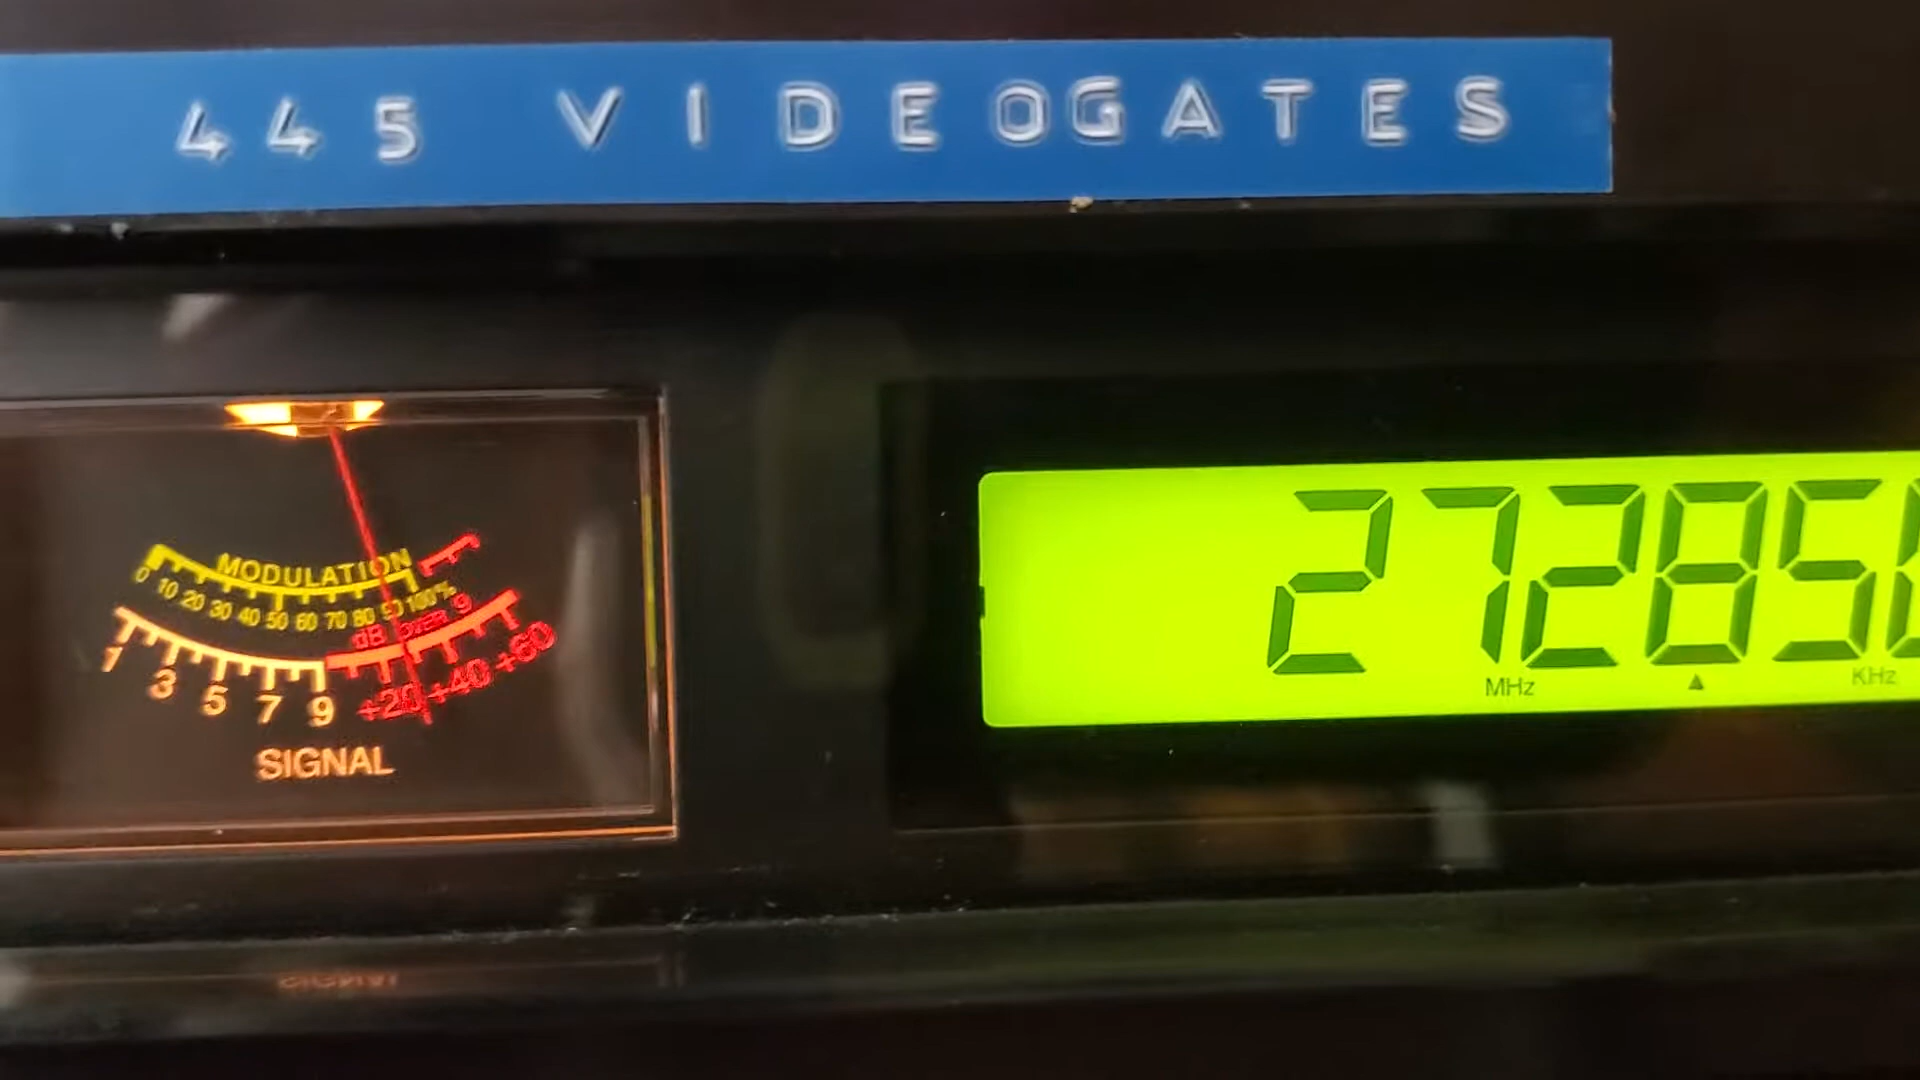 445 VIDEOGATES
MODULATION
0 10 20 30 40 50 60 70 80 90 100%
dB OVER 9
1 3 5 7 9 +20 +40 +60
SIGNAL
27285
MHz KHz